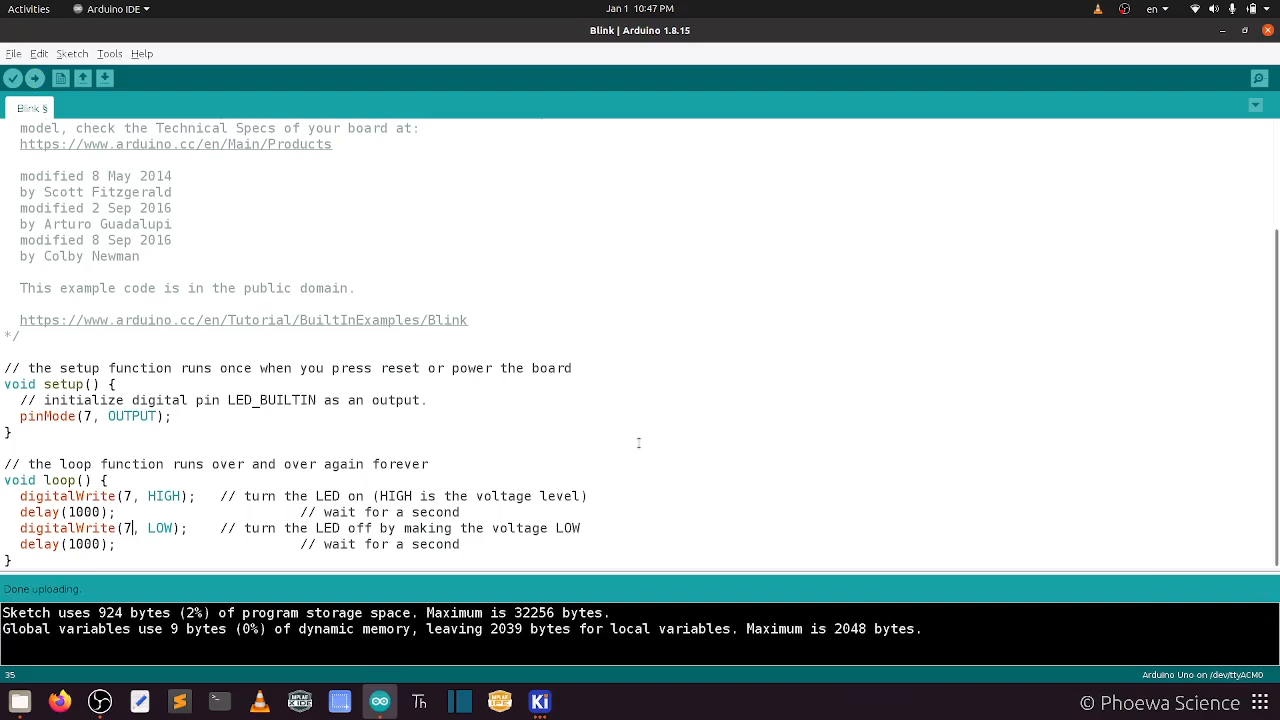 Activities
Arduino IDE
Jan 1 10:47 PM
en
Blink | Arduino 1.8.15
File Edit Sketch Tools Help
Blink §
model, check the Technical Specs of your board at:
https://www.arduino.cc/en/Main/Products
modified 8 May 2014
by Scott Fitzgerald
modified 2 Sep 2016
by Arturo Guadalupi
modified 8 Sep 2016
by Colby Newman
This example code is in the public domain.
https://www.arduino.cc/en/Tutorial/BuiltInExamples/Blink
*/
// the setup function runs once when you press reset or power the board
void setup() {
// initialize digital pin LED_BUILTIN as an output.
pinMode(7, OUTPUT);
}
// the loop function runs over and over again forever
void loop() {
digitalWrite(7, HIGH);   // turn the LED on (HIGH is the voltage level)
delay(1000);                       // wait for a second
digitalWrite(7, LOW);    // turn the LED off by making the voltage LOW
delay(1000);                       // wait for a second
}
Done uploading.
Sketch uses 924 bytes (2%) of program storage space. Maximum is 32256 bytes.
Global variables use 9 bytes (0%) of dynamic memory, leaving 2039 bytes for local variables. Maximum is 2048 bytes.
35
Arduino Uno on /dev/ttyACM0
MPLAB
X IDE
Th
MPLAB
IPE
Ki
© Phoewa Science